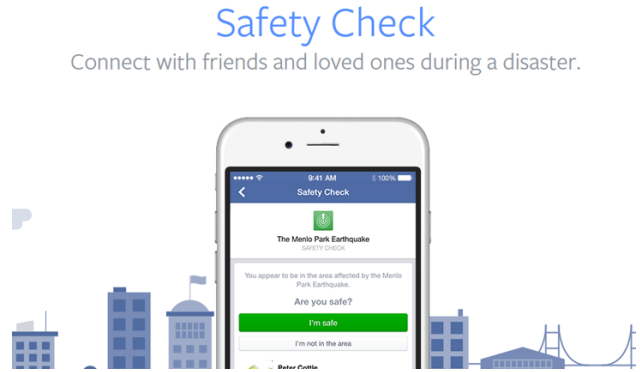 Safety Check
Connect with friends and loved ones during a disaster.
9:41 AM
100%
Safety Check
The Menlo Park Earthquake
SAFETY CHECK
You appear to be in the area affected by the Menlo
Park Earthquake.
Are you safe?
I'm safe
I'm not in the area
Peter Cottle